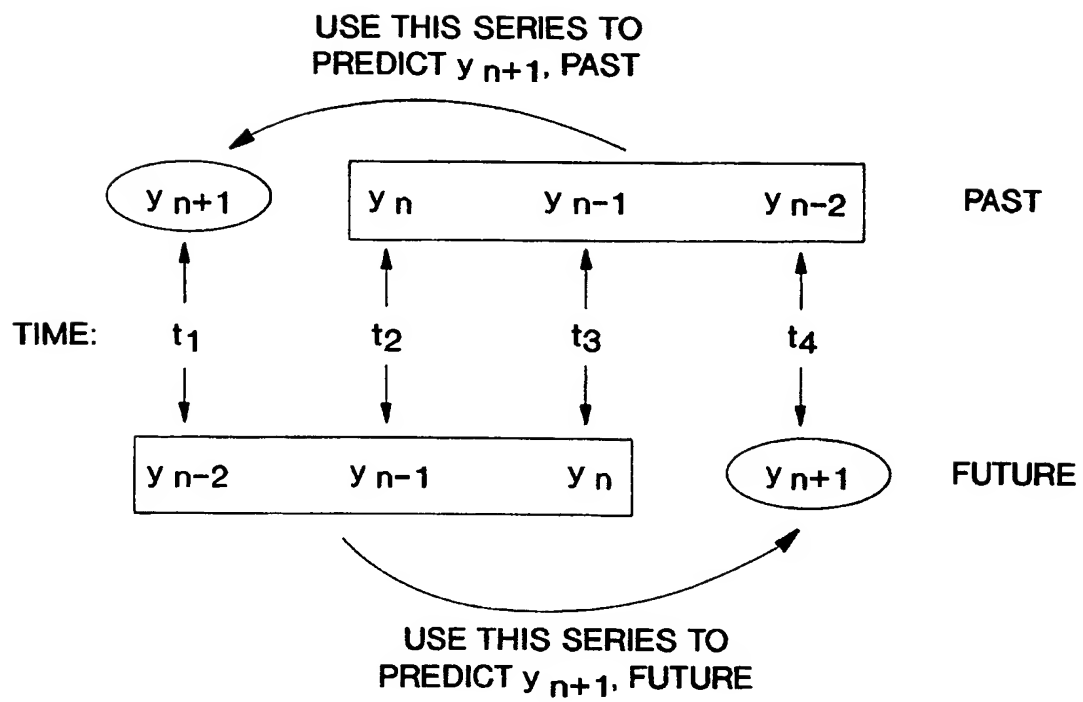 USE THIS SERIES TO
PREDICT y n+1, PAST
y n+1 y n y n−1 y n−2 PAST
TIME: t1 t2 t3 t4
y n−2 y n−1 y n y n+1 FUTURE
USE THIS SERIES TO
PREDICT y n+1, FUTURE